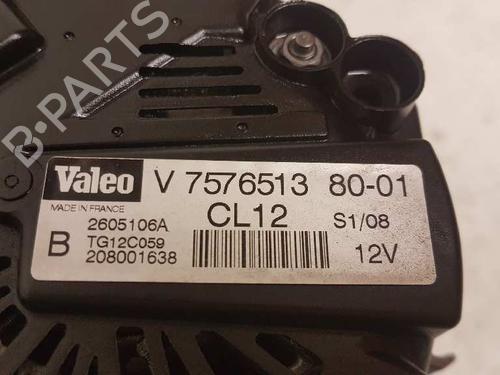 B-PARTS
Valeo V 7576513 80-01
MADE IN FRANCE CL12 S1/08
2605106A
B TG12C059 12V
208001638